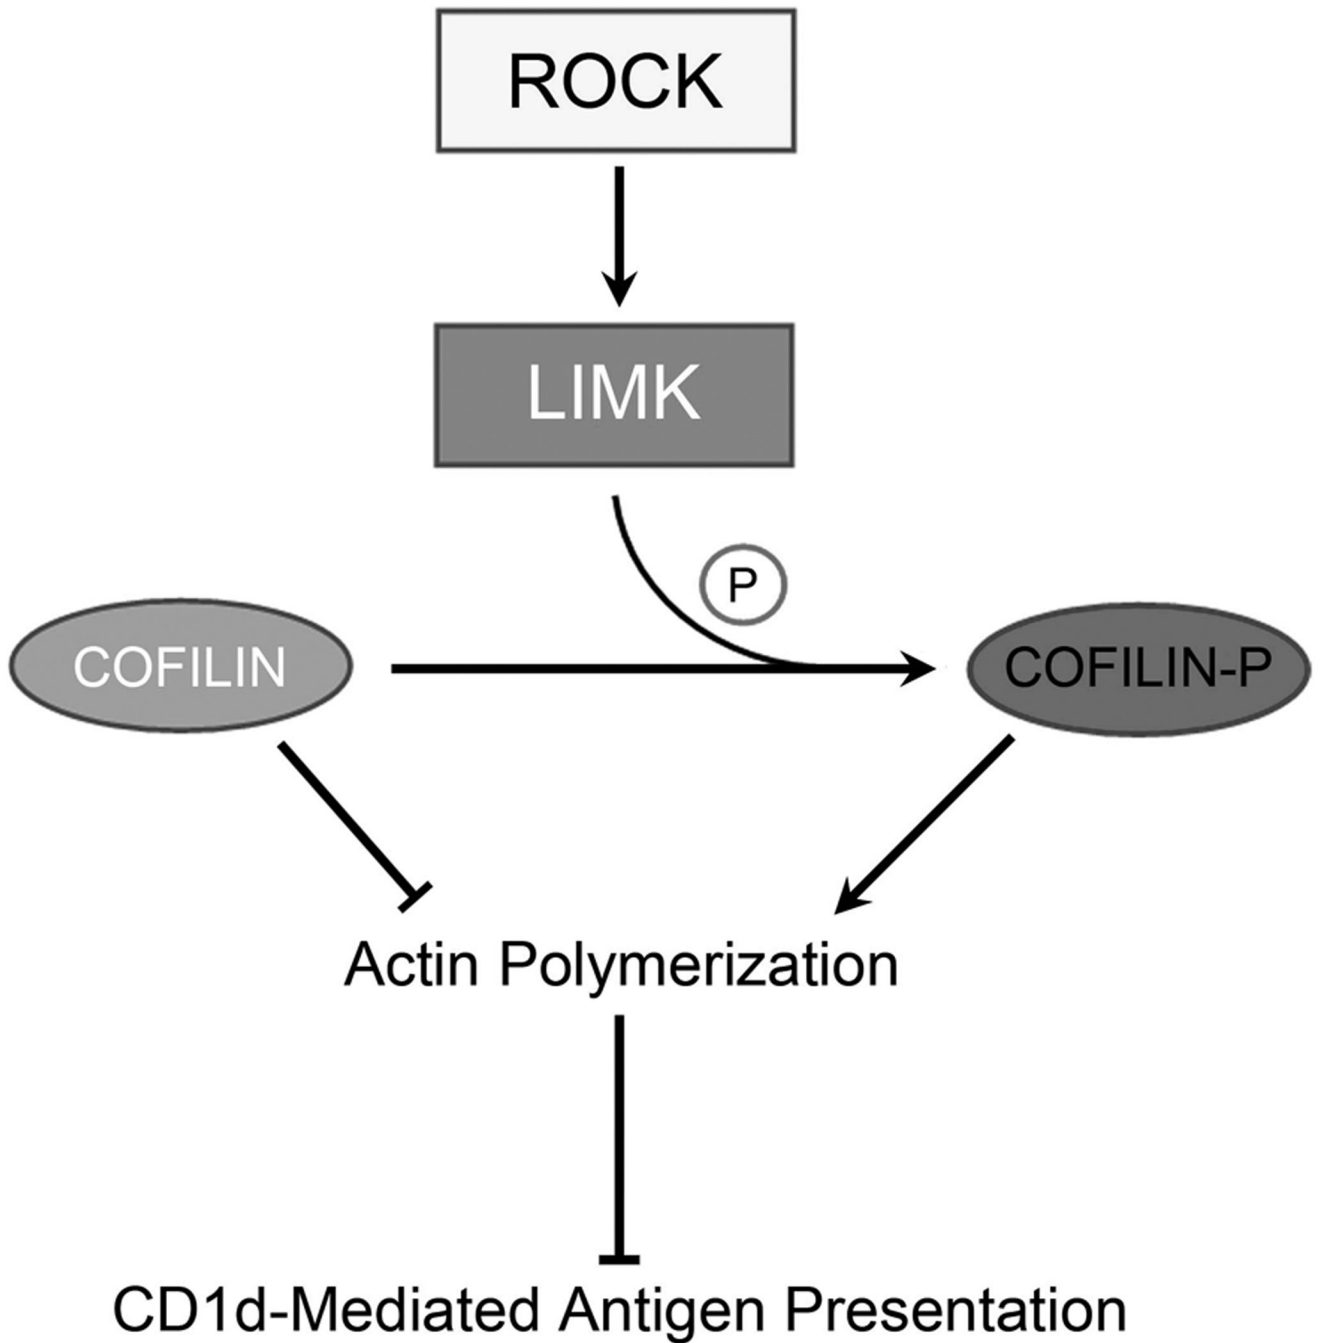 ROCK
LIMK
P
COFILIN
COFILIN-P
Actin Polymerization
CD1d-Mediated Antigen Presentation